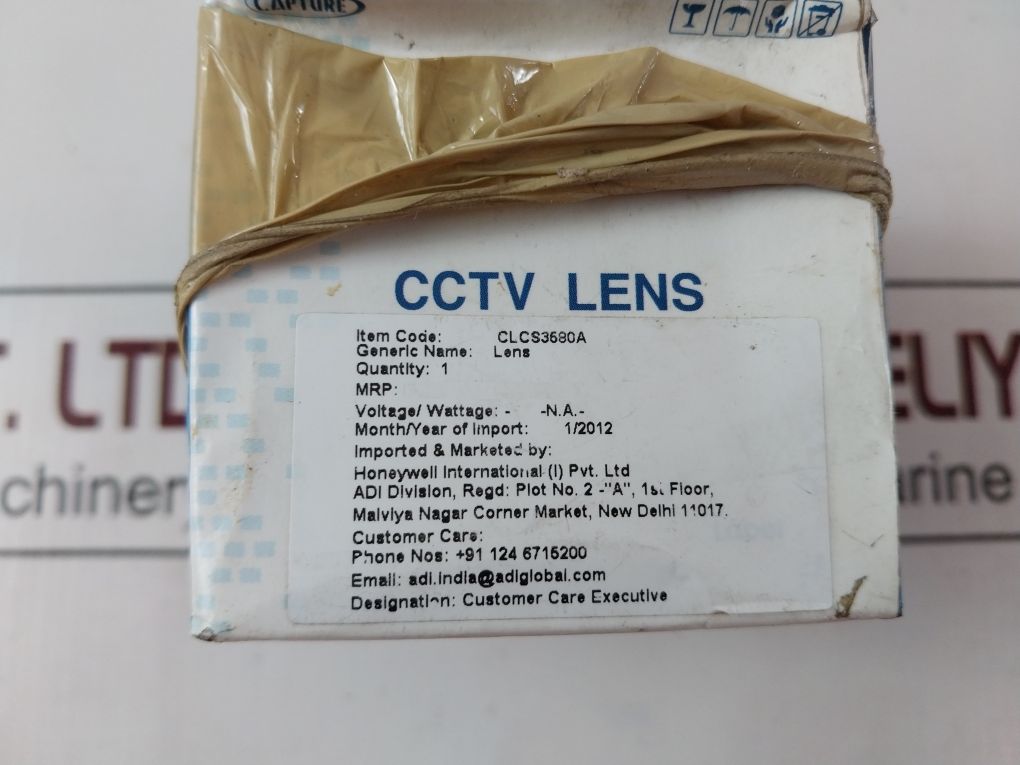 CAPTURE
CCTV LENS
Item Code: CLCS3680A
Generic Name: Lens
Quantity: 1
MRP:
Voltage/ Wattage: - -N.A.-
Month/Year of Import: 1/2012
Imported & Marketed by:
Honeywell International (I) Pvt. Ltd
ADI Division, Regd: Plot No. 2 -"A", 1st Floor,
Malviya Nagar Corner Market, New Delhi 11017.
Customer Care:
Phone Nos: +91 124 6715200
Email: adi.india@adiglobal.com
Designation: Customer Care Executive
T. LTD
ELIY
chinery
arine